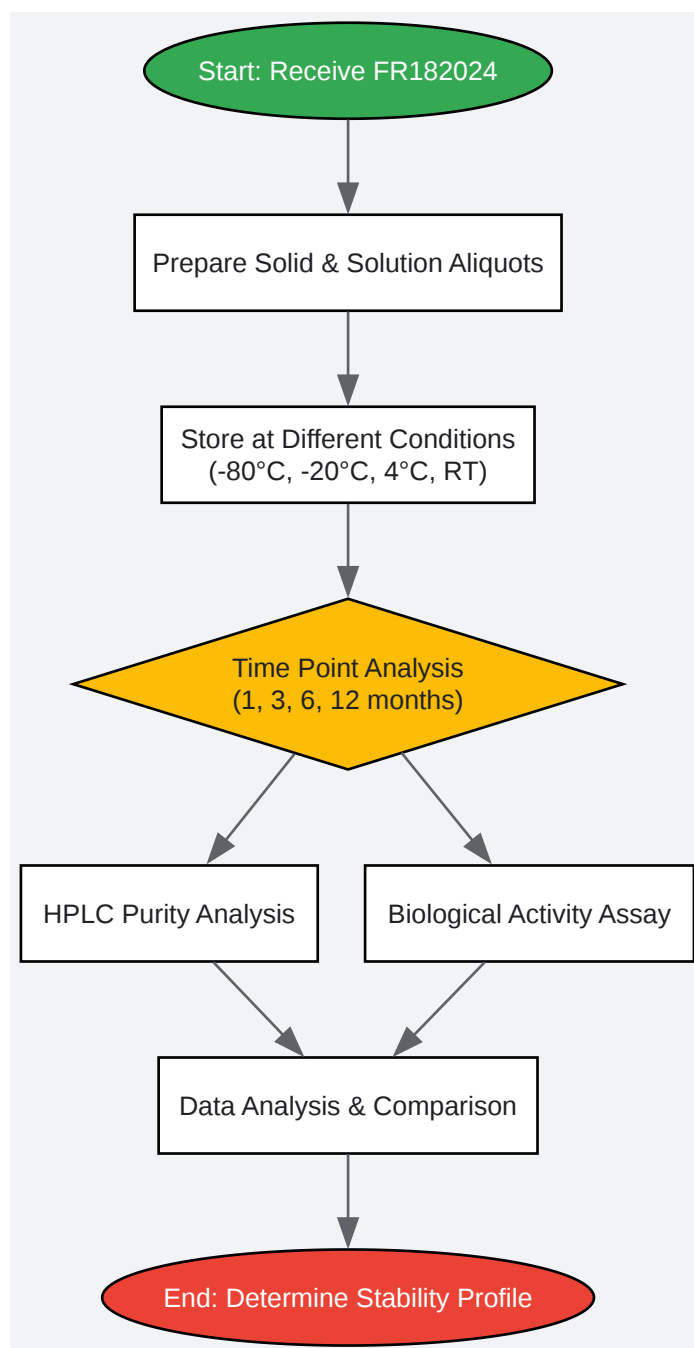 Start: Receive FR182024
Prepare Solid & Solution Aliquots
Store at Different Conditions
(-80°C, -20°C, 4°C, RT)
Time Point Analysis
(1, 3, 6, 12 months)
HPLC Purity Analysis
Biological Activity Assay
Data Analysis & Comparison
End: Determine Stability Profile